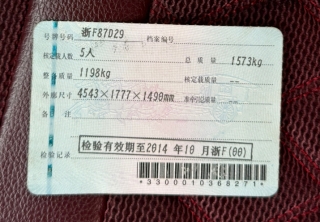 号牌号码 浙F87D29 档案编号
核定载人数 5人 总质量 1573kg
整备质量 1198kg 核定载质量 --
外廓尺寸 4543×1777×1490mm 准牵引总质量 --
备注
检验记录 检验有效期至2014年10月浙F(00)
*3300010368271*